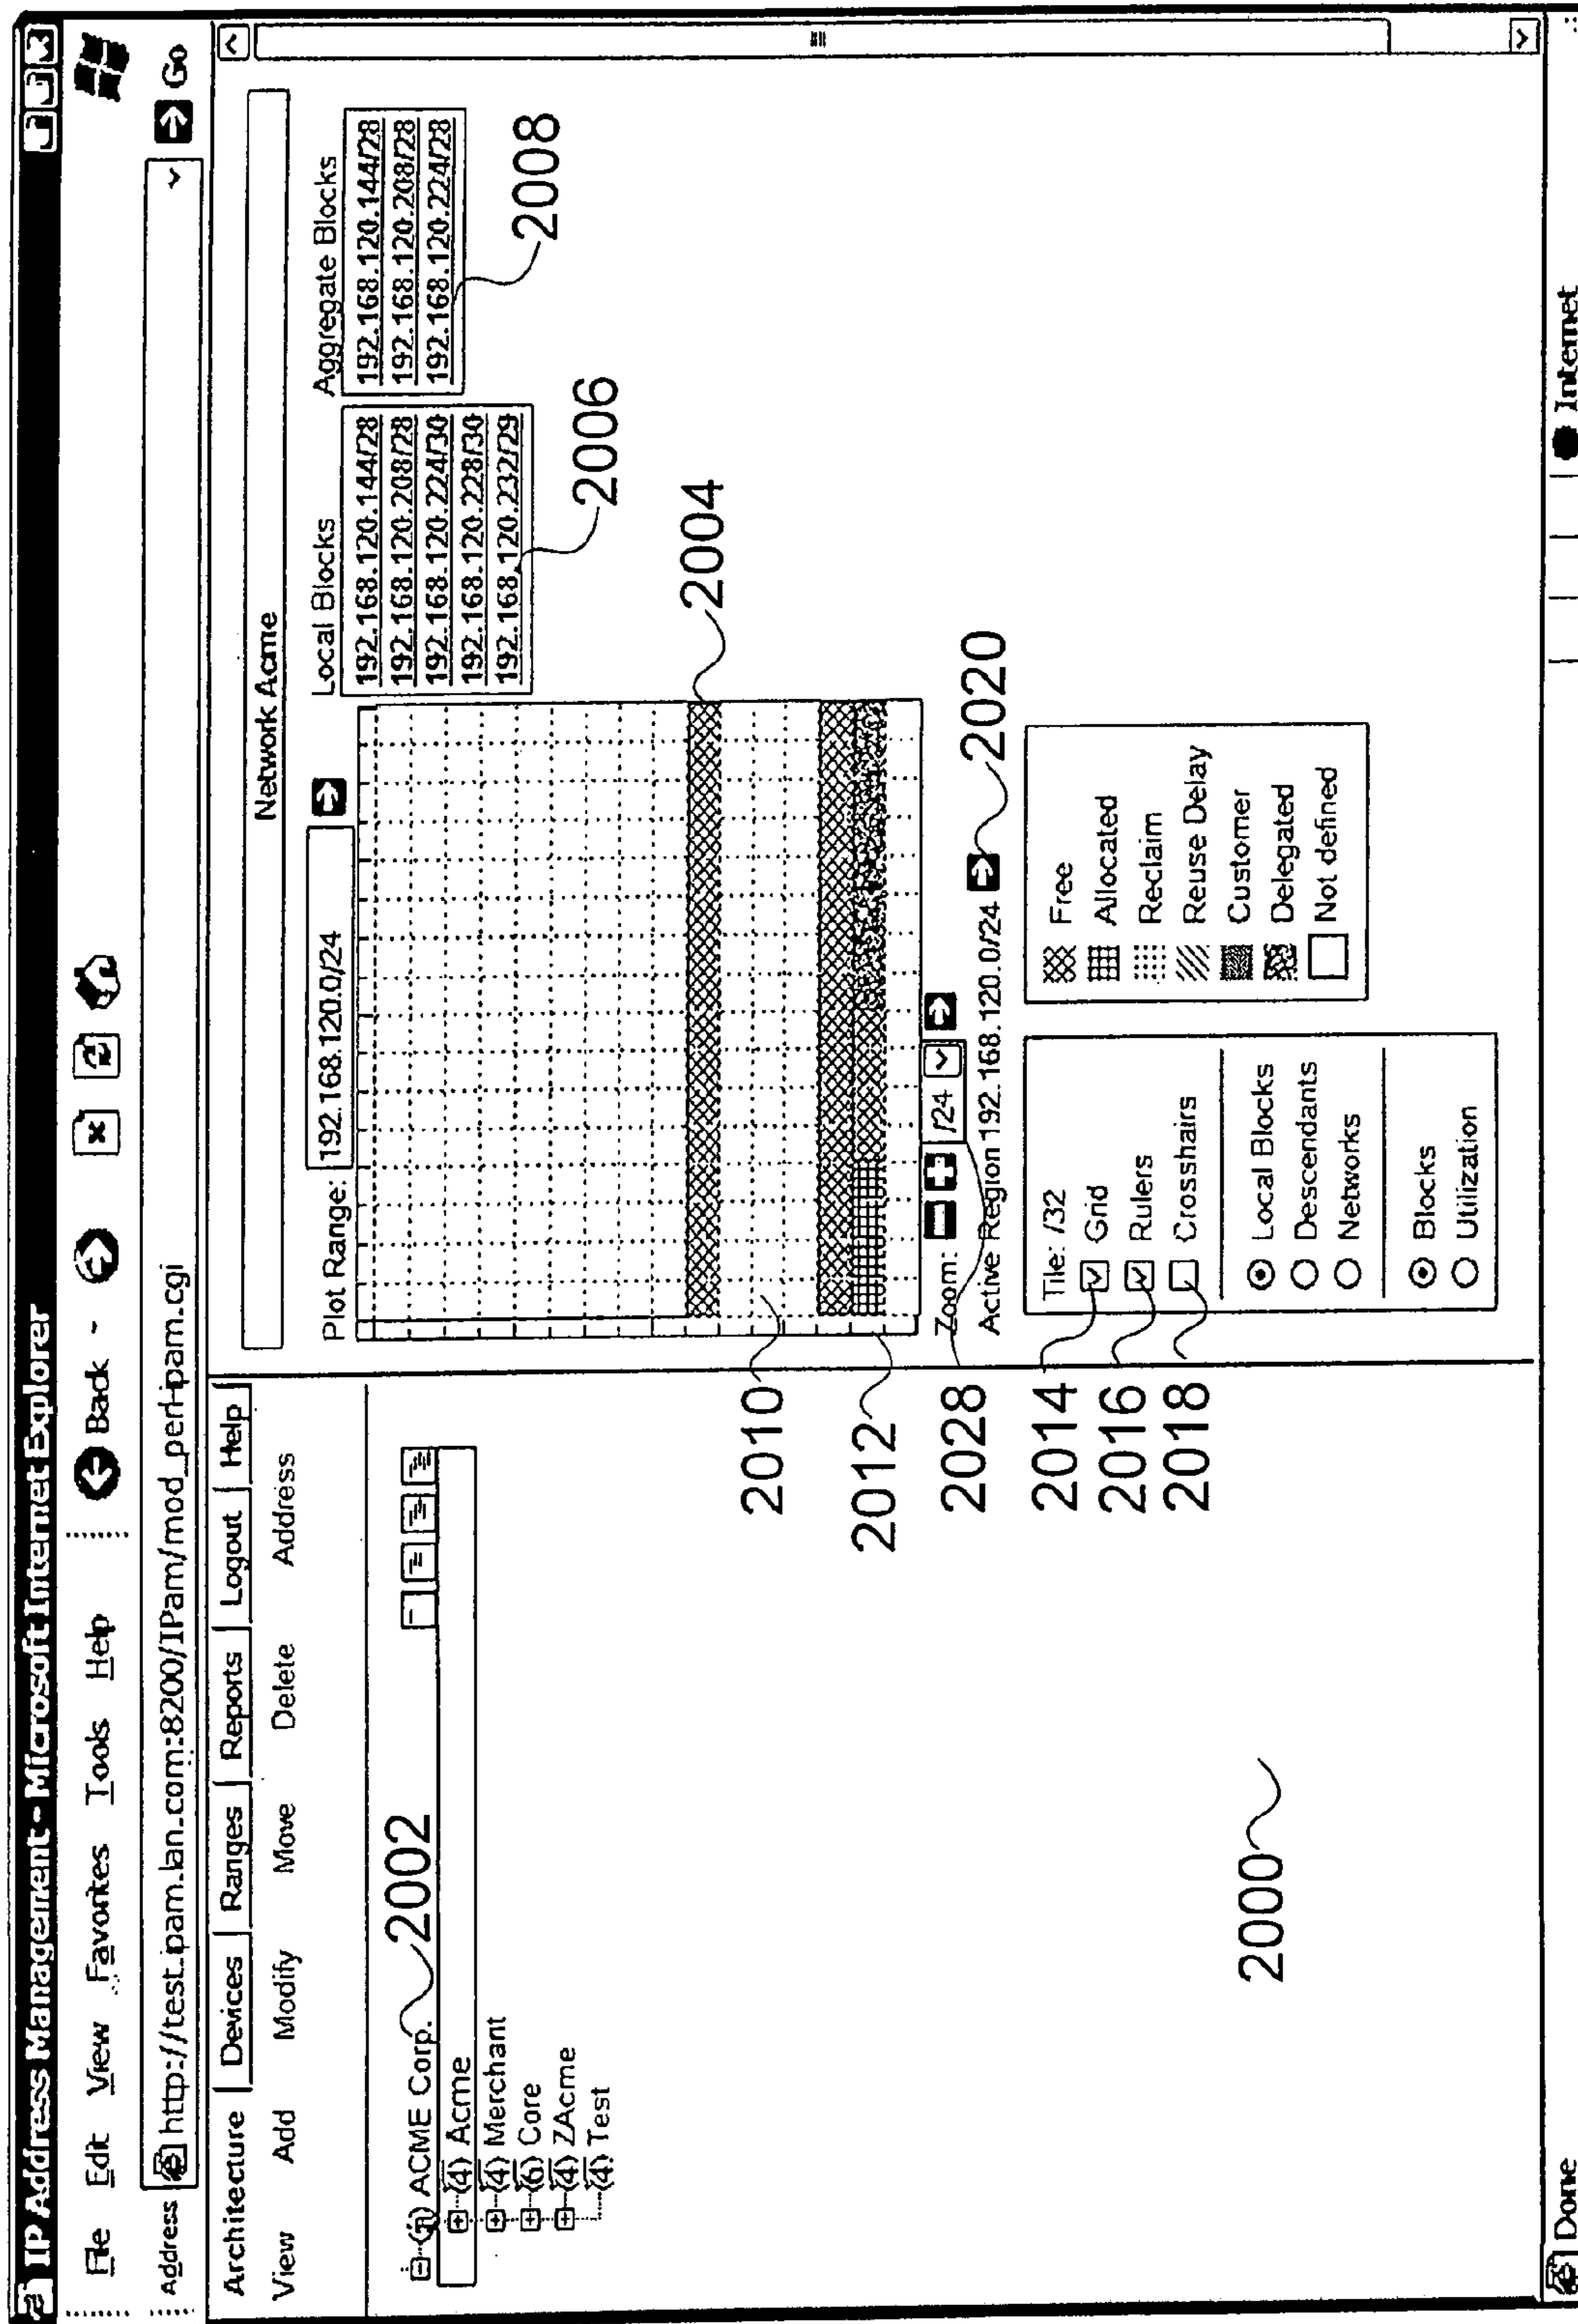 IP Address Management - Microsoft Internet Explorer
File Edit View Favorites Tools Help
Back -
Address http://test.ipam.lan.com:8200/IPam/mod_perl-ipam.cgi
Go
Architecture Devices Ranges Reports Logout Help
View Add Modify Move Delete Address
2002
ACME Corp.
(4) Acme
(4) Merchant
(6) Core
(4) ZAcme
(4) Test
2000
Network Acme
Plot Range: 192.168.120.0/24
Local Blocks
192.168.120.144/28
192.168.120.208/28
192.168.120.224/30
192.168.120.228/30
192.168.120.232/29
2006
Aggregate Blocks
192.168.120.144/28
192.168.120.208/28
192.168.120.224/28
2008
2004
2010
2012
Zoom: /24
2028
Active Region 192.168.120.0/24
2020
Tile: /32
2014
Grid
2016
Rulers
2018
Crosshairs
Local Blocks
Descendants
Networks
Blocks
Utilization
Free
Allocated
Reclaim
Reuse Delay
Customer
Delegated
Not defined
Done
Internet